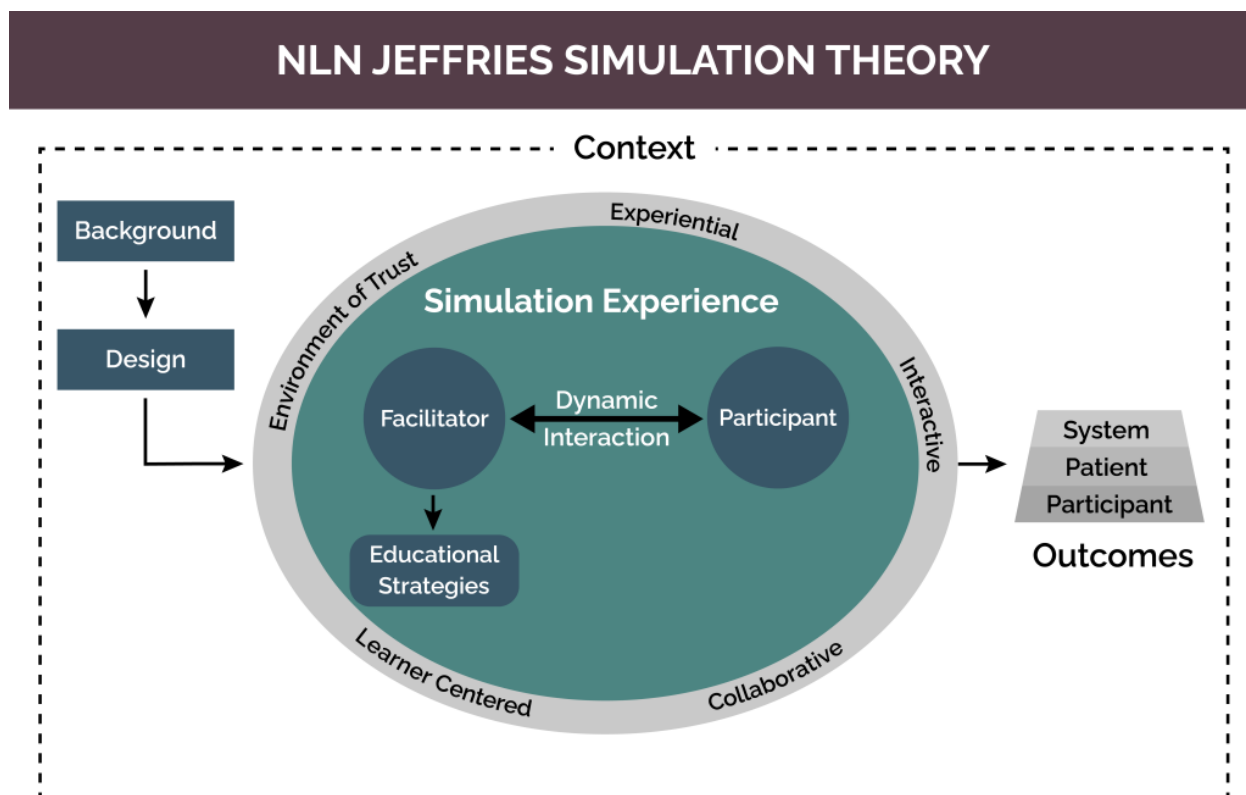 NLN JEFFRIES SIMULATION THEORY
Context
Background
Design
Environment of Trust
Experiential
Interactive
Collaborative
Learner Centered
Simulation Experience
Facilitator
Dynamic
Interaction
Participant
Educational
Strategies
System
Patient
Participant
Outcomes